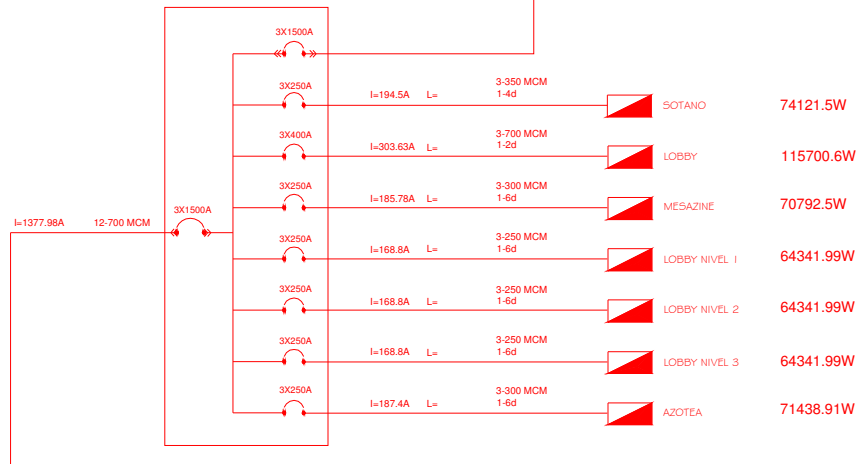 3X1500A
3X250A
I=194.5A L=
3-350 MCM
1-4d
SOTANO
74121.5W
3X400A
I=303.63A L=
3-700 MCM
1-2d
LOBBY
115700.6W
3X250A
I=185.78A L=
3-300 MCM
1-6d
MESAZINE
70792.5W
I=1377.98A
12-700 MCM
3X1500A
3X250A
I=168.8A L=
3-250 MCM
1-6d
LOBBY NIVEL 1
64341.99W
3X250A
I=168.8A L=
3-250 MCM
1-6d
LOBBY NIVEL 2
64341.99W
3X250A
I=168.8A L=
3-250 MCM
1-6d
LOBBY NIVEL 3
64341.99W
3X250A
I=187.4A L=
3-300 MCM
1-6d
AZOTEA
71438.91W